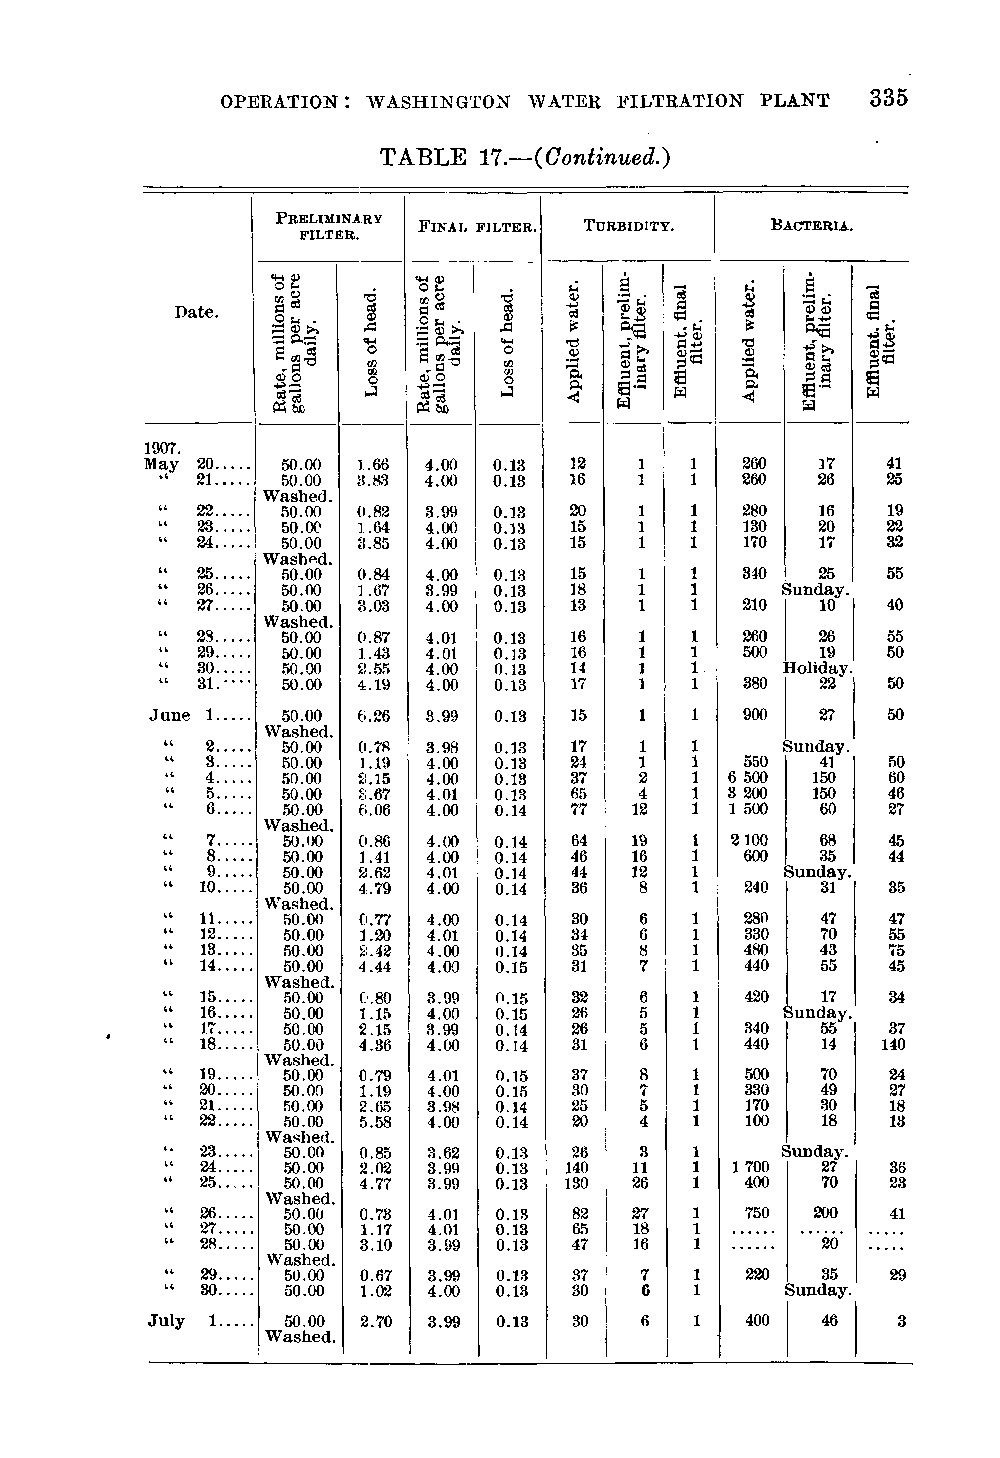 OPERATION: WASHINGTON WATER FILTRATION PLANT 335
TABLE 17.—(Continued.)
Date. PRELIMINARY FILTER. FINAL FILTER. TURBIDITY. BACTERIA.
Rate, millions of gallons per acre daily. Loss of head. Rate, millions of gallons per acre daily. Loss of head. Applied water. Effluent, preliminary filter. Effluent, final filter. Applied water. Effluent, preliminary filter. Effluent, final filter.
1907.
May 20..... 50.00 1.66 4.00 0.13 12 1 1 260 17 41
" 21..... 50.00 3.83 4.00 0.13 16 1 1 260 26 25
Washed.
" 22..... 50.00 0.82 3.99 0.13 20 1 1 280 16 19
" 23..... 50.00 1.64 4.00 0.13 15 1 1 130 20 22
" 24..... 50.00 3.85 4.00 0.13 15 1 1 170 17 32
Washed.
" 25..... 50.00 0.84 4.00 0.13 15 1 1 340 25 55
" 26..... 50.00 1.67 3.99 0.13 18 1 1 Sunday.
" 27..... 50.00 3.03 4.00 0.13 13 1 1 210 10 40
Washed.
" 28..... 50.00 0.87 4.01 0.13 16 1 1 260 26 55
" 29..... 50.00 1.43 4.01 0.13 16 1 1 500 19 50
" 30..... 50.00 2.55 4.00 0.13 14 1 1 Holiday.
" 31..... 50.00 4.19 4.00 0.13 17 1 1 380 22 50
June 1..... 50.00 6.26 3.99 0.13 15 1 1 900 27 50
Washed.
" 2..... 50.00 0.78 3.98 0.13 17 1 1 Sunday.
" 3..... 50.00 1.19 4.00 0.13 24 1 1 550 41 50
" 4..... 50.00 2.15 4.00 0.13 37 2 1 6 500 150 60
" 5..... 50.00 3.67 4.01 0.13 65 4 1 3 200 150 46
" 6..... 50.00 6.06 4.00 0.14 77 12 1 1 500 60 27
Washed.
" 7..... 50.00 0.86 4.00 0.14 64 19 1 2 100 68 45
" 8..... 50.00 1.41 4.00 0.14 46 16 1 600 35 44
" 9..... 50.00 2.62 4.01 0.14 44 12 1 Sunday.
" 10..... 50.00 4.79 4.00 0.14 36 8 1 240 31 35
Washed.
" 11..... 50.00 0.77 4.00 0.14 30 6 1 280 47 47
" 12..... 50.00 1.20 4.01 0.14 34 6 1 330 70 55
" 13..... 50.00 2.42 4.00 0.14 35 8 1 480 43 75
" 14..... 50.00 4.44 4.00 0.15 31 7 1 440 55 45
Washed.
" 15..... 50.00 0.80 3.99 0.15 32 6 1 420 17 34
" 16..... 50.00 1.15 4.00 0.15 26 5 1 Sunday.
" 17..... 50.00 2.15 3.99 0.14 26 5 1 340 55 37
" 18..... 50.00 4.36 4.00 0.14 31 6 1 440 14 140
Washed.
" 19..... 50.00 0.79 4.01 0.15 37 8 1 500 70 24
" 20..... 50.00 1.19 4.00 0.15 30 7 1 330 49 27
" 21..... 50.00 2.65 3.98 0.14 25 5 1 170 30 18
" 22..... 50.00 5.58 4.00 0.14 20 4 1 100 18 13
Washed.
" 23..... 50.00 0.85 3.62 0.13 26 3 1 Sunday.
" 24..... 50.00 2.02 3.99 0.13 140 11 1 1 700 27 36
" 25..... 50.00 4.77 3.99 0.13 130 26 1 400 70 23
Washed.
" 26..... 50.00 0.73 4.01 0.13 82 27 1 750 200 41
" 27..... 50.00 1.17 4.01 0.13 65 18 1 ...... ...... .....
" 28..... 50.00 3.10 3.99 0.13 47 16 1 ...... 20 .....
Washed.
" 29..... 50.00 0.67 3.99 0.13 37 7 1 220 35 29
" 30..... 50.00 1.02 4.00 0.13 30 6 1 Sunday.
July 1..... 50.00 2.70 3.99 0.13 30 6 1 400 46 3
Washed.